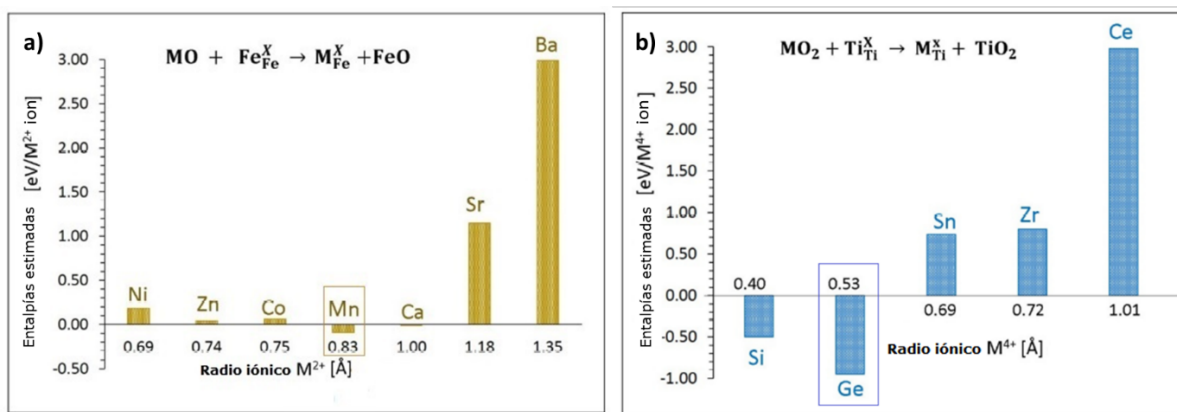 a)
MO + Fe^X_Fe → M^X_Fe +FeO
Entalpías estimadas [eV/M²⁺ ion]
3.00
2.50
2.00
1.50
1.00
0.50
0.00
-0.50
Ni
Zn
Co
Mn
Ca
Sr
Ba
0.69
0.74
0.75
0.83
1.00
1.18
1.35
Radio iónico M²⁺ [Å]
b)
MO₂ + Ti^X_Ti → M^x_Ti + TiO₂
Entalpías estimadas [eV/M⁴⁺ ion]
3.00
2.50
3.00
1.50
1.00
0.50
0.00
-0.50
-1.00
0.40
0.53
0.69
0.72
1.01
Si
Ge
Sn
Zr
Ce
Radio iónico M⁴⁺ [Å]